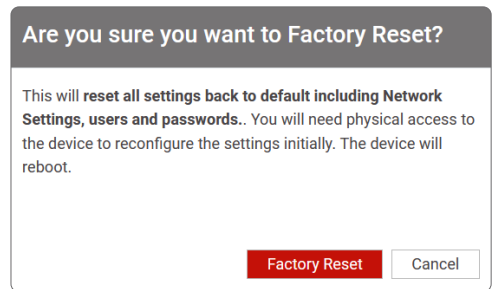 Are you sure you want to Factory Reset?
This will reset all settings back to default including Network
Settings, users and passwords.. You will need physical access to
the device to reconfigure the settings initially. The device will
reboot.
Factory Reset
Cancel